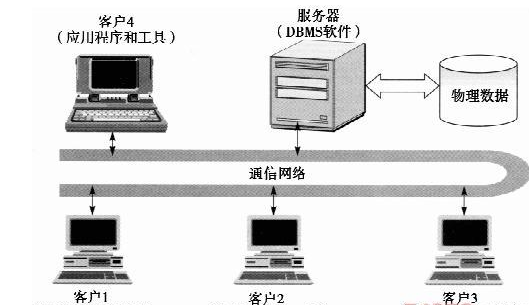 客户4
（应用程序和工具）
服务器
（DBMS软件）
物理数据
通信网络
客户1
客户2
客户3